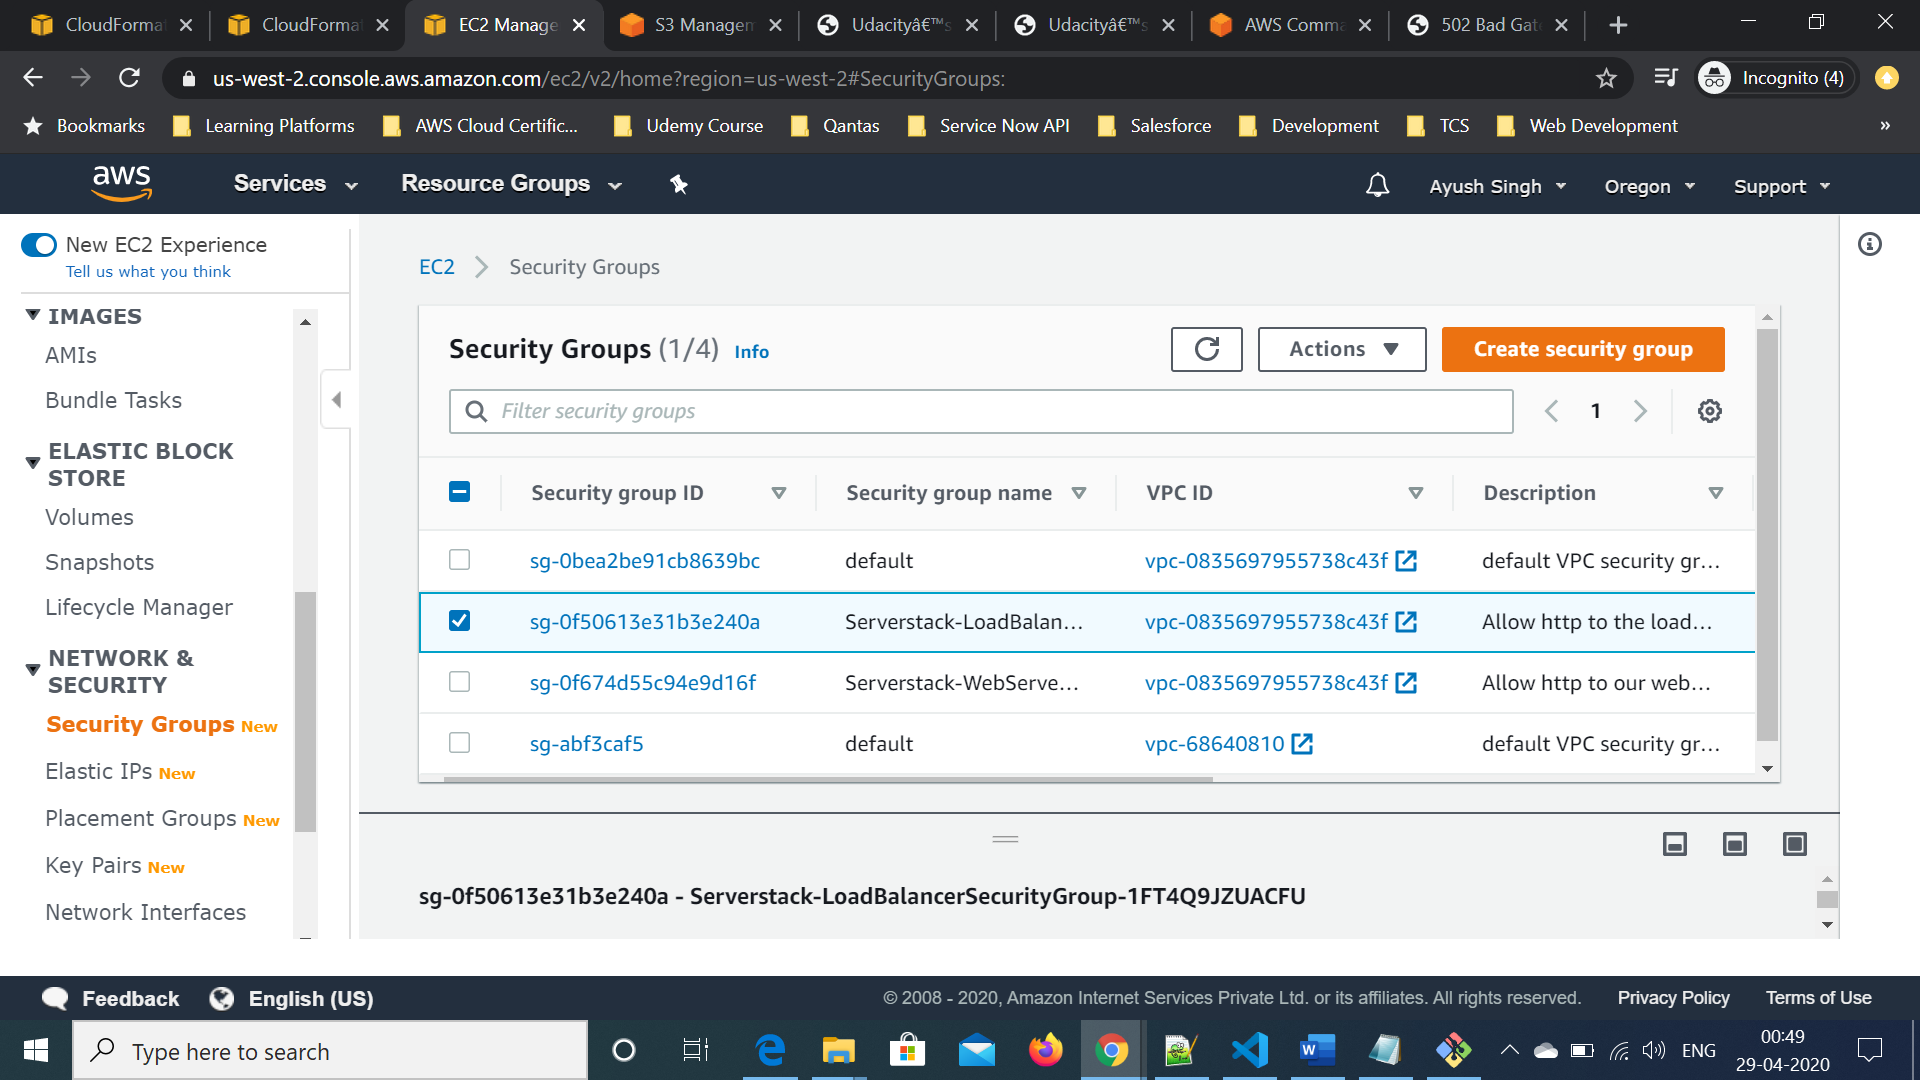 CloudForma
CloudForma
EC2 Manage
S3 Managem
Udacityâ€™s
Udacityâ€™s
AWS Comma
502 Bad Gat
us-west-2.console.aws.amazon.com/ec2/v2/home?region=us-west-2#SecurityGroups:
Incognito (4)
Bookmarks
Learning Platforms
AWS Cloud Certific...
Udemy Course
Qantas
Service Now API
Salesforce
Development
TCS
Web Development
»
aws
Services
Resource Groups
Ayush Singh
Oregon
Support
New EC2 Experience
Tell us what you think
IMAGES
AMIs
Bundle Tasks
ELASTIC BLOCK
STORE
Volumes
Snapshots
Lifecycle Manager
NETWORK &
SECURITY
Security Groups New
Elastic IPs New
Placement Groups New
Key Pairs New
Network Interfaces
EC2
Security Groups
Security Groups (1/4) Info
Actions
Create security group
Filter security groups
1
Security group ID
Security group name
VPC ID
Description
sg-0bea2be91cb8639bc default vpc-0835697955738c43f default VPC security gr...
sg-0f50613e31b3e240a Serverstack-LoadBalan... vpc-0835697955738c43f Allow http to the load...
sg-0f674d55c94e9d16f Serverstack-WebServe... vpc-0835697955738c43f Allow http to our web...
sg-abf3caf5 default vpc-68640810 default VPC security gr...
sg-0f50613e31b3e240a - Serverstack-LoadBalancerSecurityGroup-1FT4Q9JZUACFU
Feedback
English (US)
© 2008 - 2020, Amazon Internet Services Private Ltd. or its affiliates. All rights reserved.
Privacy Policy
Terms of Use
Type here to search
ENG
00:49
29-04-2020